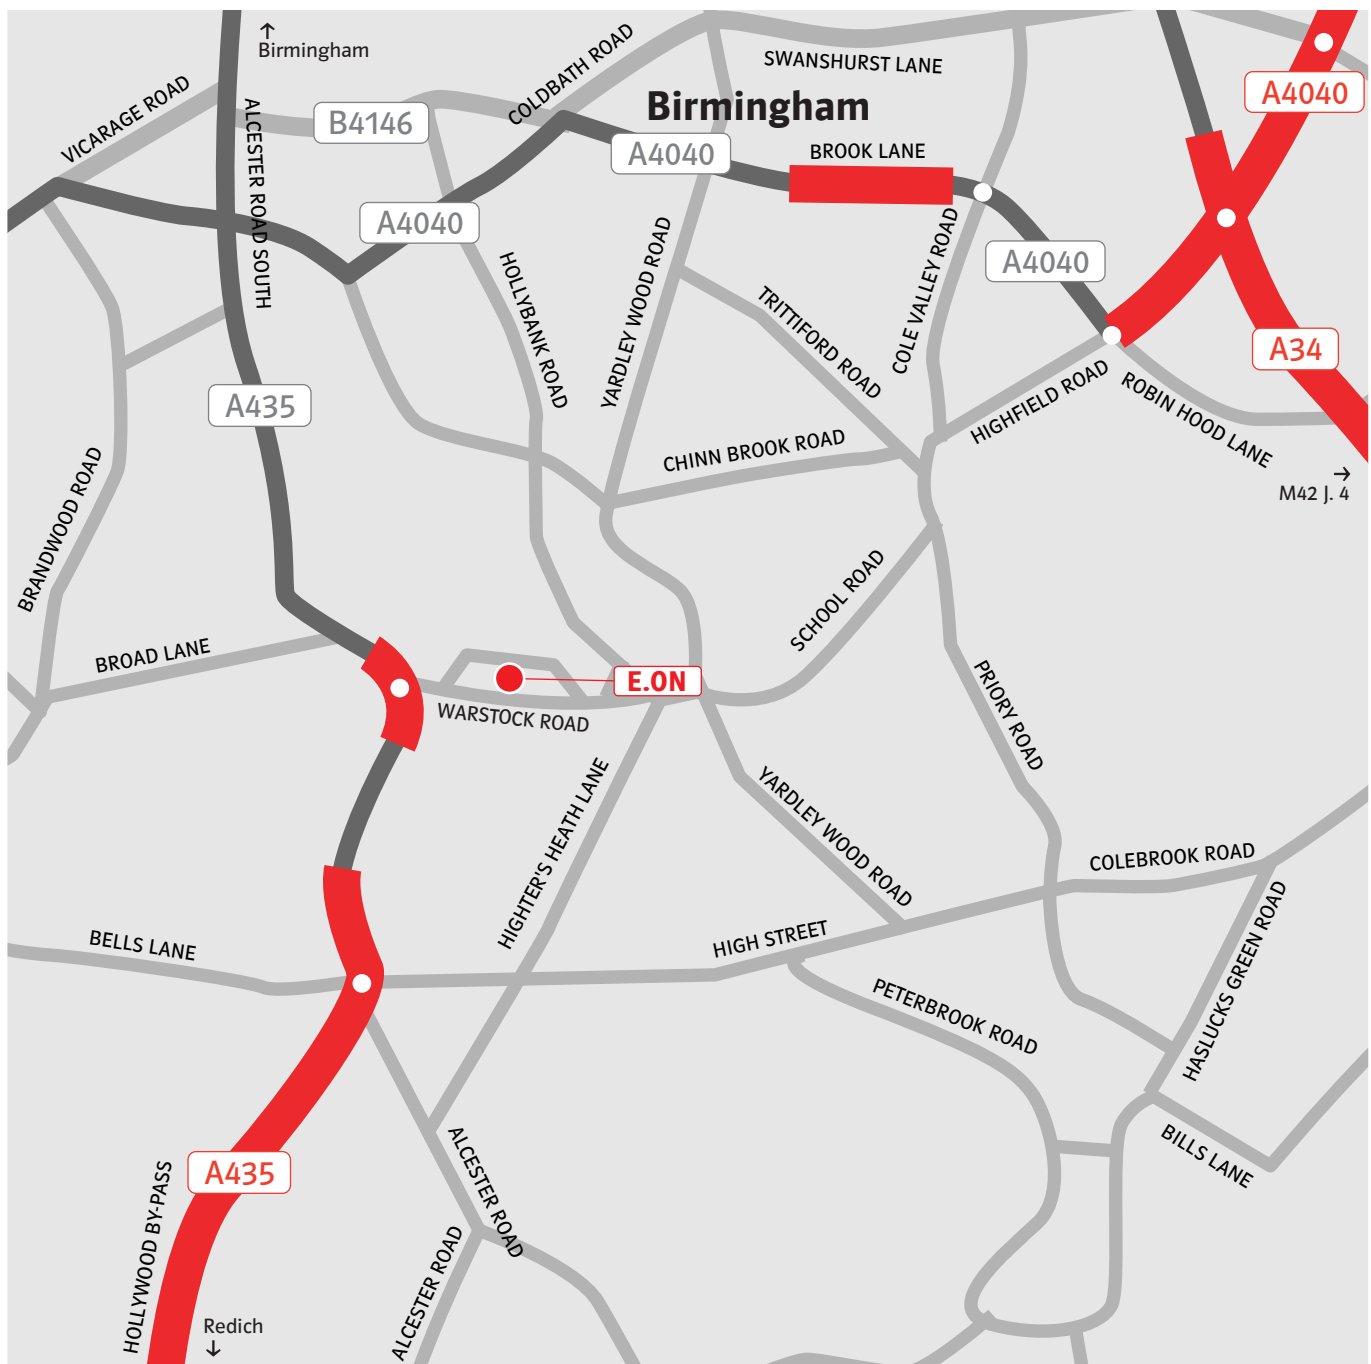 ↑
Birmingham
COLDBATH ROAD
SWANSHURST LANE
A4040
VICARAGE ROAD
ALCESTER ROAD SOUTH
B4146
Birmingham
A4040
BROOK LANE
A4040
HOLLYBANK ROAD
YARDLEY WOOD ROAD
COLE VALLEY ROAD
A4040
TRITTIFORD ROAD
A34
A435
HIGHFIELD ROAD
ROBIN HOOD LANE
CHINN BROOK ROAD
→
M42 J. 4
BRANDWOOD ROAD
SCHOOL ROAD
BROAD LANE
E.ON
WARSTOCK ROAD
PRIORY ROAD
HIGHTER'S HEATH LANE
YARDLEY WOOD ROAD
COLEBROOK ROAD
BELLS LANE
HIGH STREET
HASLUCKS GREEN ROAD
PETERBROOK ROAD
A435
ALCESTER ROAD
BILLS LANE
HOLLYWOOD BY-PASS
ALCESTER ROAD
Redich
↓